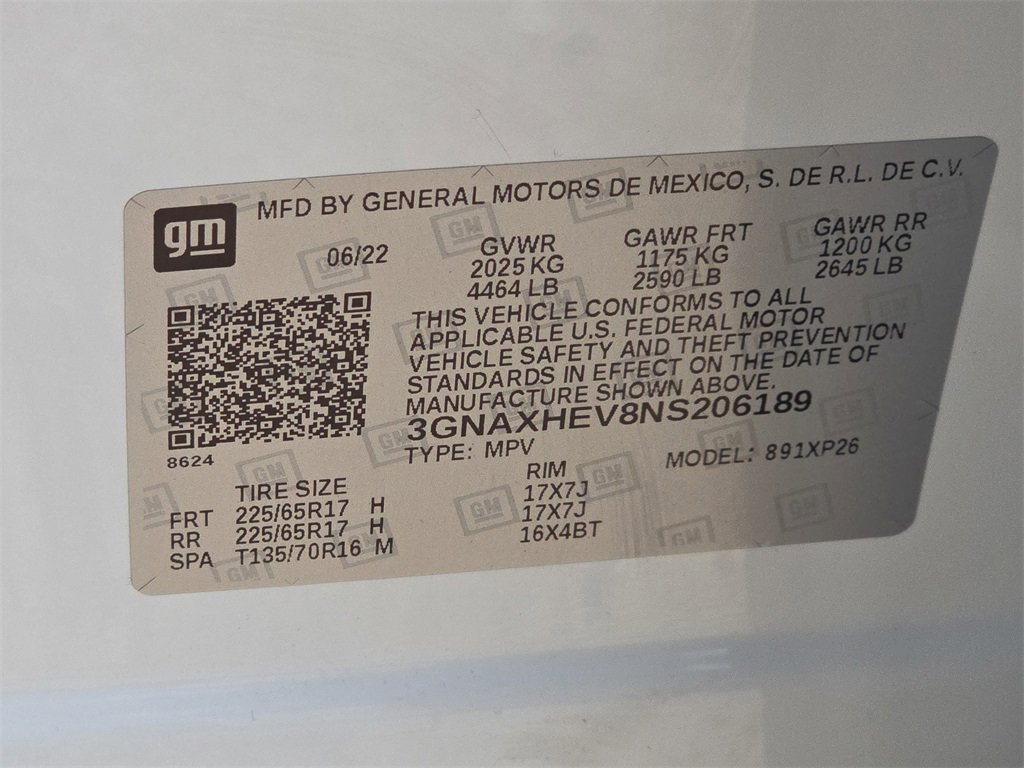 gm
MFD BY GENERAL MOTORS DE MEXICO, S. DE R.L. DE C.V.
06/22
GVWR
2025 KG
4464 LB
GAWR FRT
1175 KG
2590 LB
GAWR RR
1200 KG
2645 LB
THIS VEHICLE CONFORMS TO ALL
APPLICABLE U.S. FEDERAL MOTOR
VEHICLE SAFETY AND THEFT PREVENTION
STANDARDS IN EFFECT ON THE DATE OF
MANUFACTURE SHOWN ABOVE.
3GNAXHEV8NS206189
8624
TYPE: MPV
MODEL: 891XP26
TIRE SIZE RIM
FRT 225/65R17 H 17X7J
RR 225/65R17 H 17X7J
SPA T135/70R16 M 16X4BT